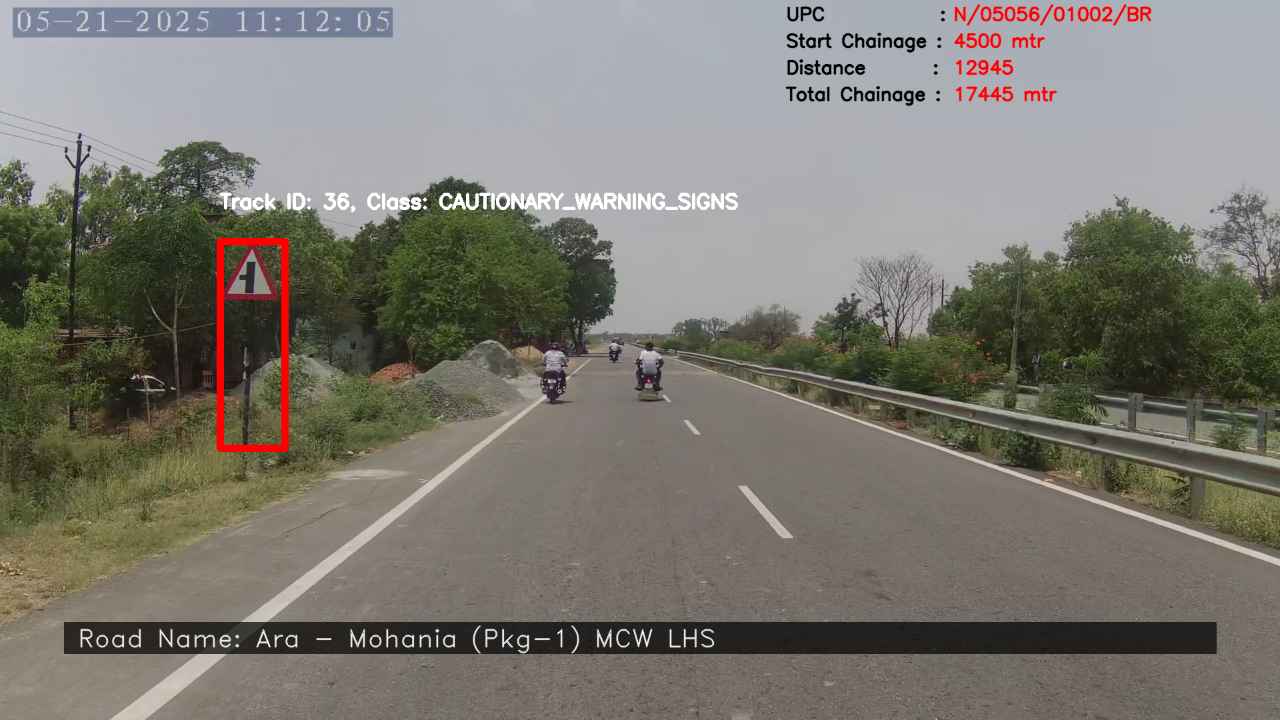 05-21-2025 11:12:05
UPC : N/05056/01002/BR
Start Chainage : 4500 mtr
Distance : 12945
Total Chainage : 17445 mtr
Track ID: 36, Class: CAUTIONARY_WARNING_SIGNS
Road Name: Ara - Mohania (Pkg-1) MCW LHS